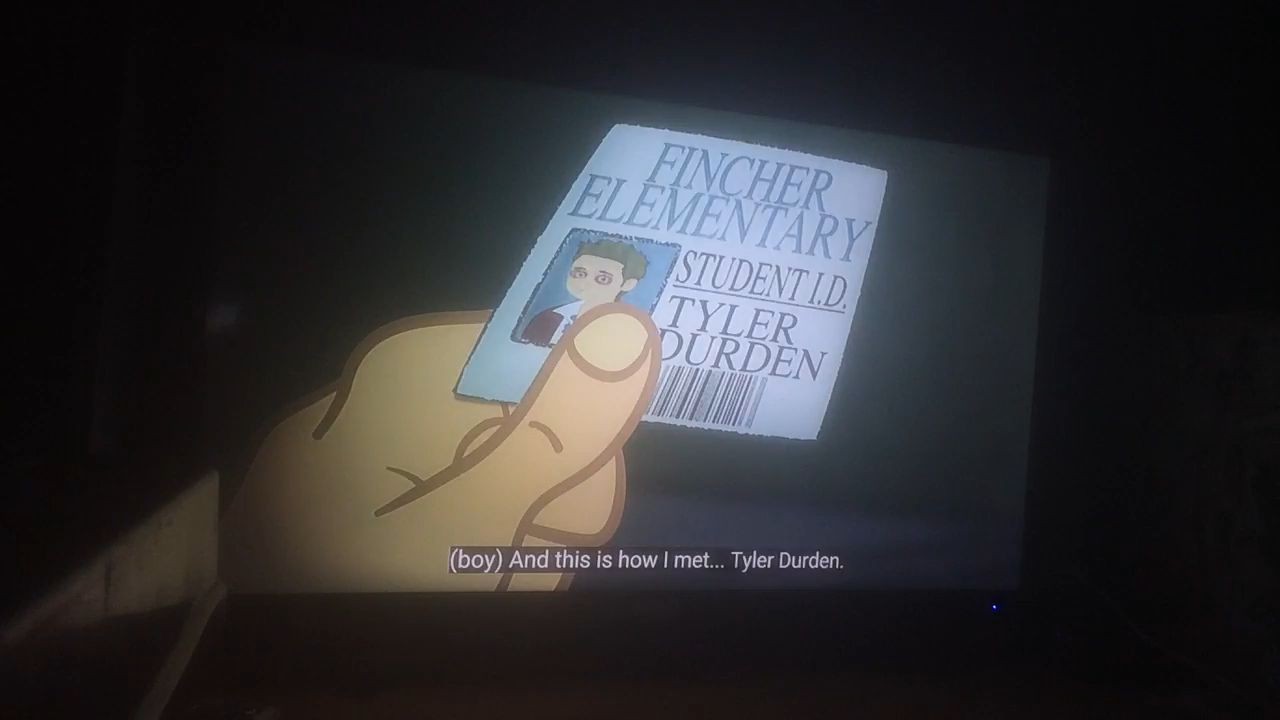 FINCHER
ELEMENTARY
STUDENT I.D.
TYLER
DURDEN
(boy) And this is how I met... Tyler Durden.